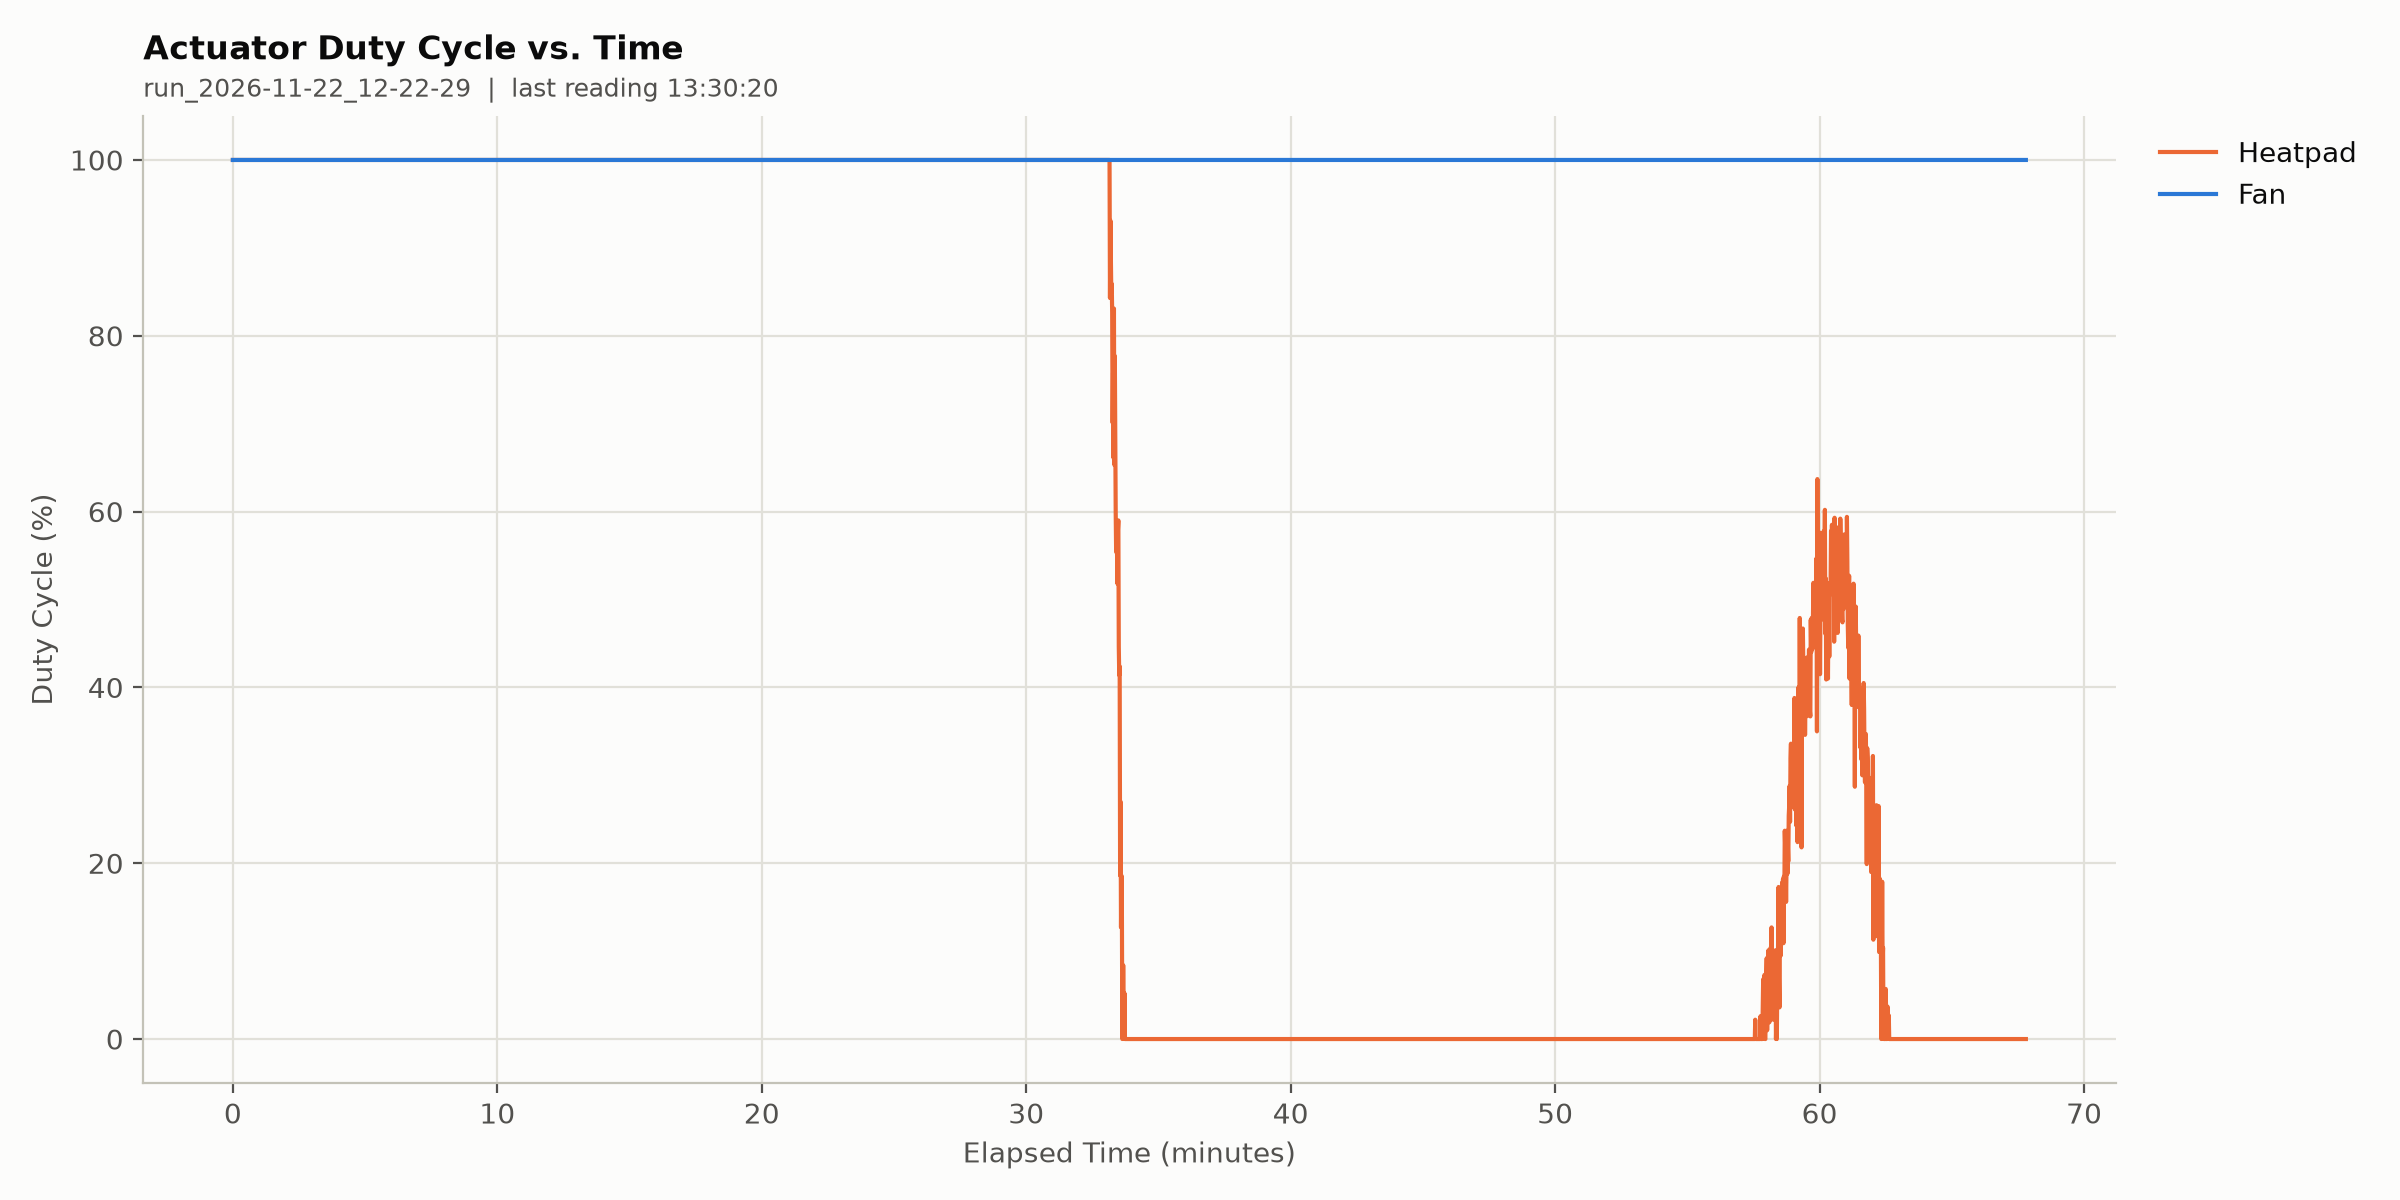 Actuator Duty Cycle vs. Time
run_2026-11-22_12-22-29  |  last reading 13:30:20
Heatpad
Fan
Duty Cycle (%)
100
80
60
40
20
0
0 10 20 30 40 50 60 70
Elapsed Time (minutes)